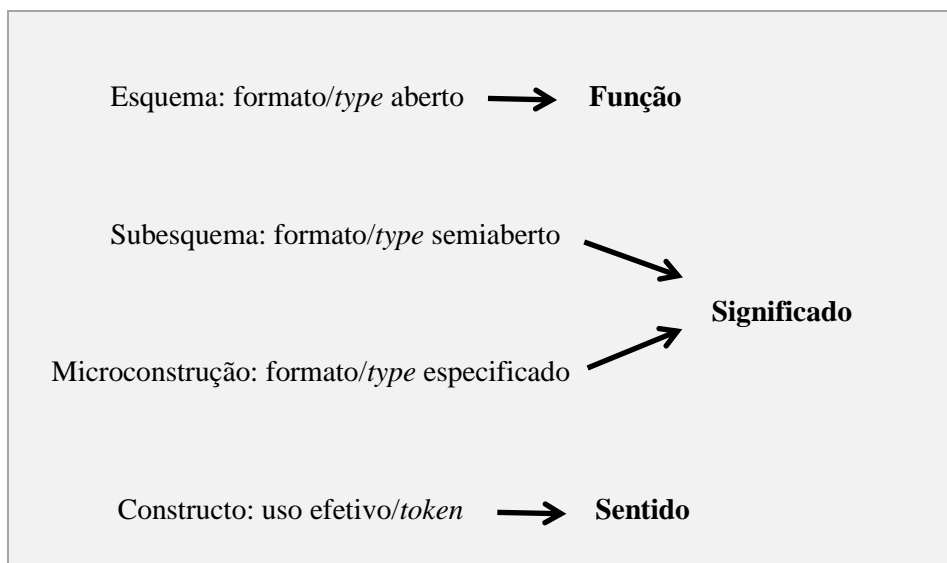 Esquema: formato/type aberto Função
Subesquema: formato/type semiaberto
Significado
Microconstrução: formato/type especificado
Constructo: uso efetivo/token Sentido